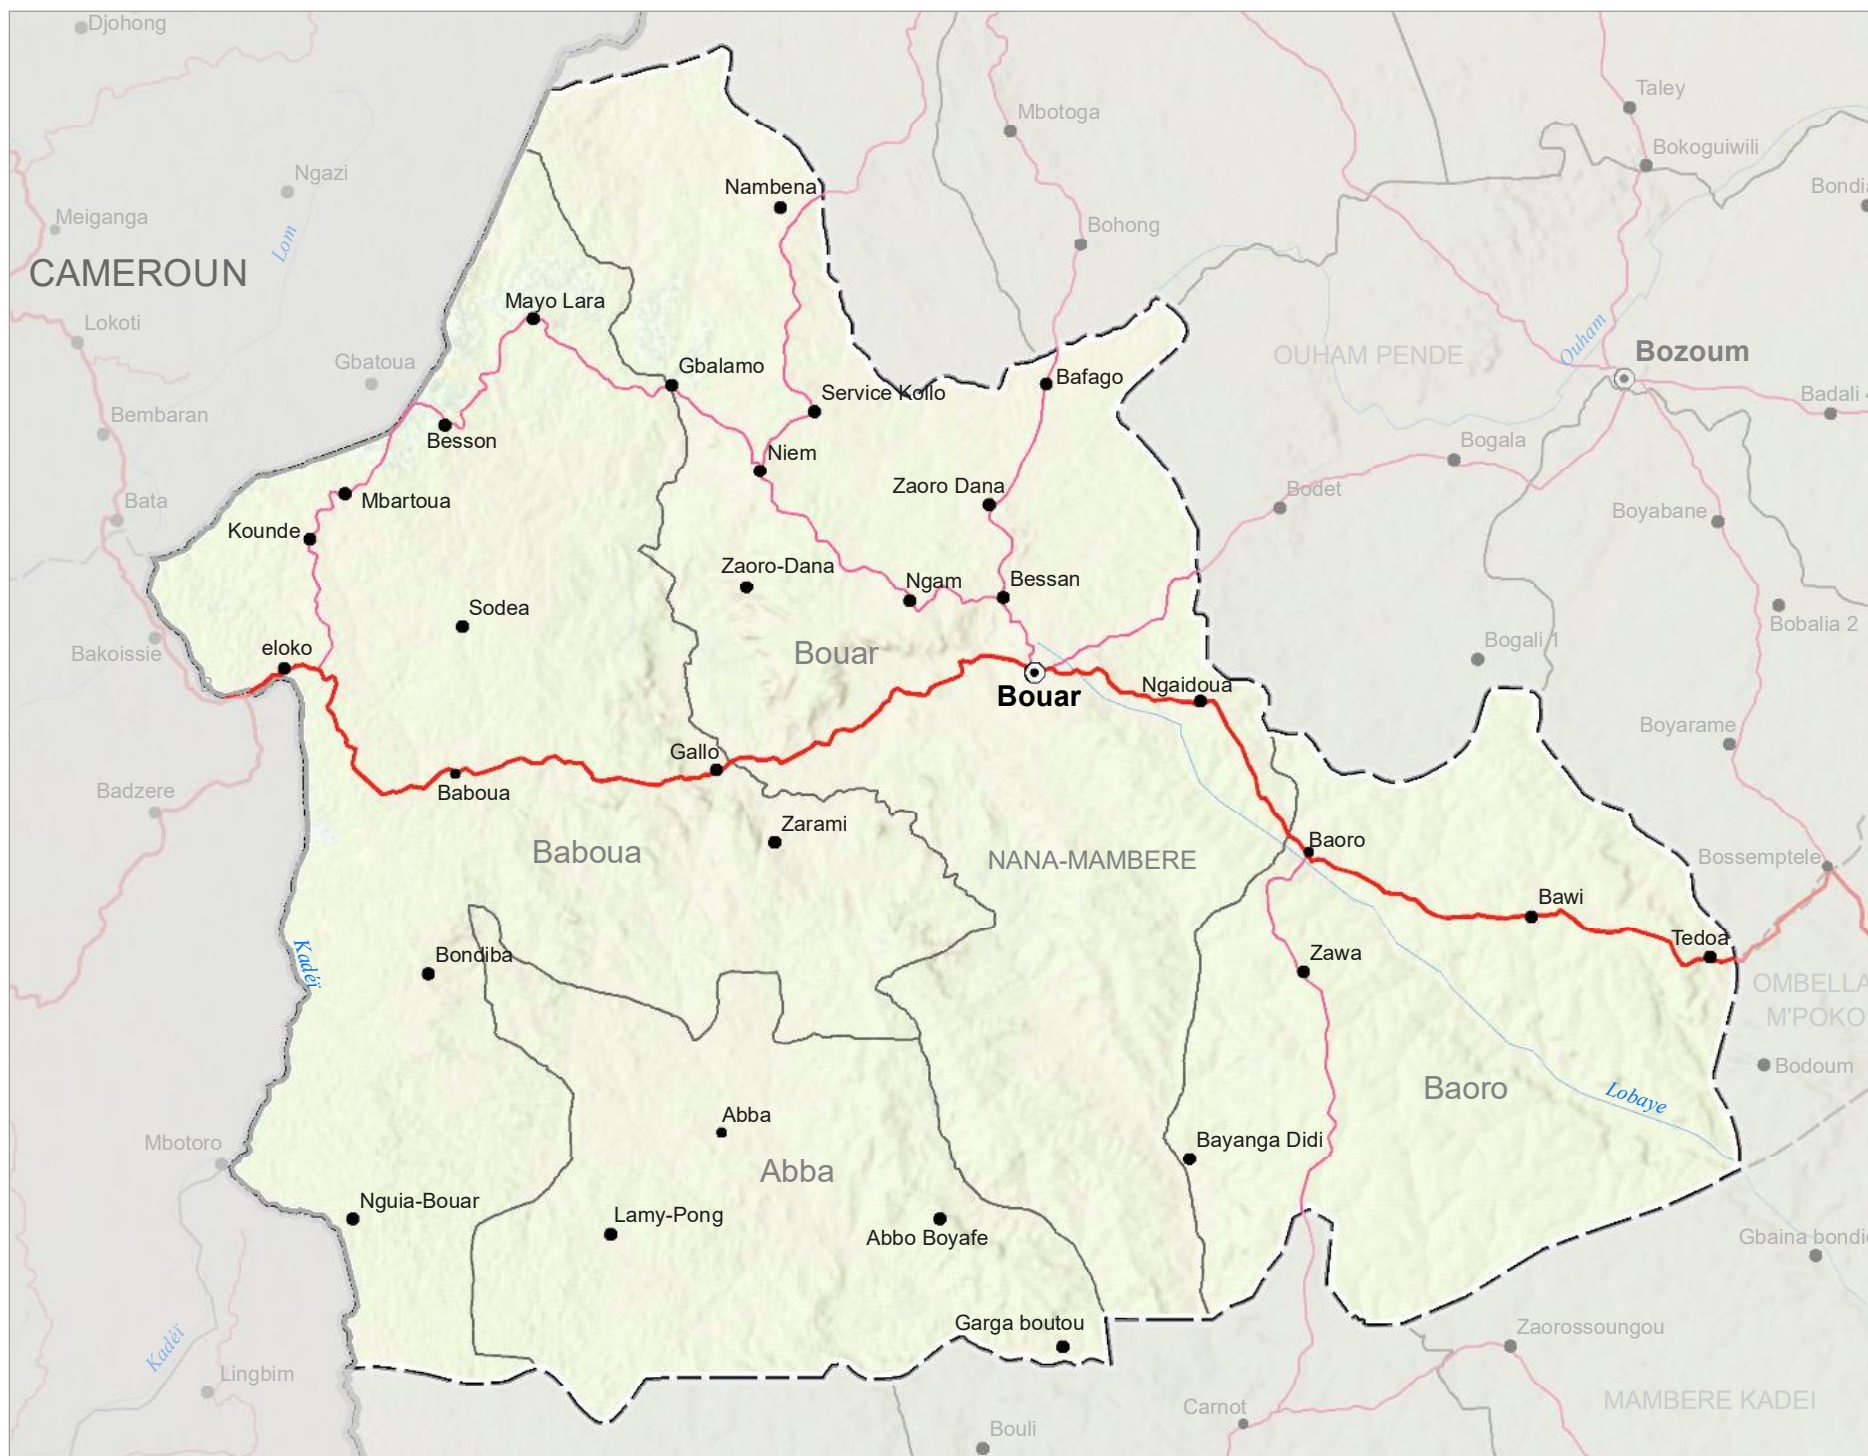 Djohong
Taley
Mbotoga
Bokoguiwili
Ngazi
Nambena
Meiganga
Bohong
Lom
CAMEROUN
Mayo Lara
Lokoti
Ouham
Gbatoua
OUHAM PENDE
Bozoum
Gbalamo
Bafago
Service Kollo
Badali 4
Bembaran
Besson
Bogala
Niem
Zaoro Dana
Bodet
Bata
Mbartoua
Boyabane
Kounde
Zaoro-Dana
Ngam
Bessan
Sodea
Bobalia 2
Bakoissie
eloko
Bouar
Bogali 1
Ngaidoua
Bouar
Boyarame
Gallo
Badzere
Baboua
Zarami
Baoro
Baboua
NANA-MAMBERE
Bossemptele
Bawi
Kadéï
Bondiba
Zawa
Tedoa
OMBELLA
M'POKO
Bodoum
Baoro
Lobaye
Abba
Mbotoro
Bayanga Didi
Abba
Nguia-Bouar
Lamy-Pong
Abbo Boyafe
Gbaina bondi
Garga boutou
Zaorossoungou
Kadéï
Lingbim
Carnot
MAMBERE KADEI
Bouli